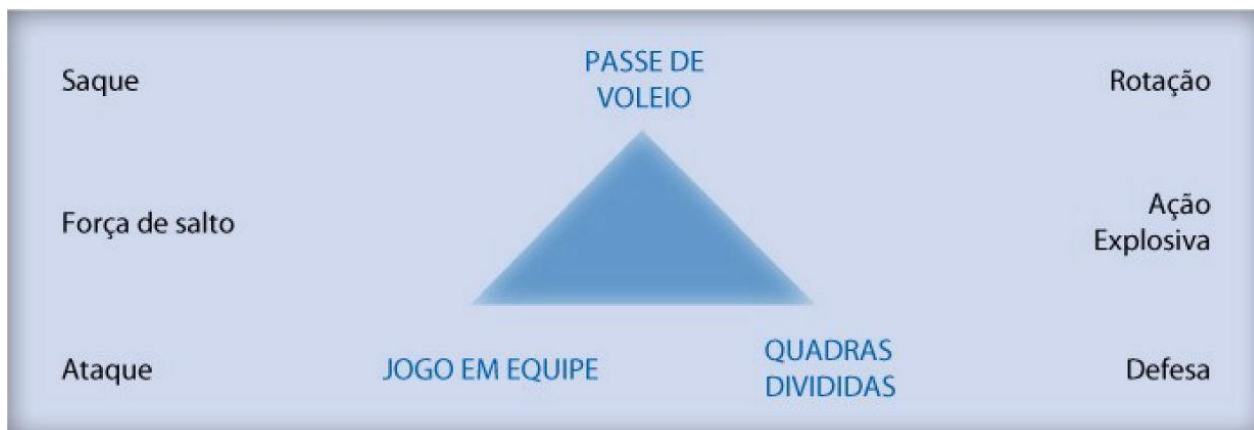 Saque
PASSE DE
VOLEIO
Rotação
Força de salto
Ação
Explosiva
Ataque
JOGO EM EQUIPE
QUADRAS
DIVIDIDAS
Defesa